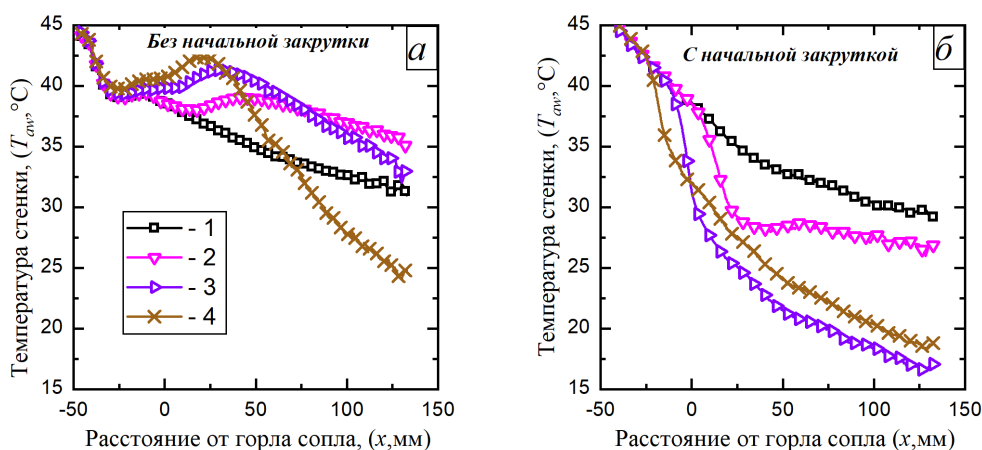 Без начальной закрутки
а
Температура стенки, (Taw,°C)
45
40
35
30
25
20
15
- 1
- 2
- 3
- 4
-50 0 50 100 150
Расстояние от горла сопла, (x,мм)
С начальной закруткой
б
Температура стенки, (Taw,°C)
45
40
35
30
25
20
15
-50 0 50 100 150
Расстояние от горла сопла (x,мм)